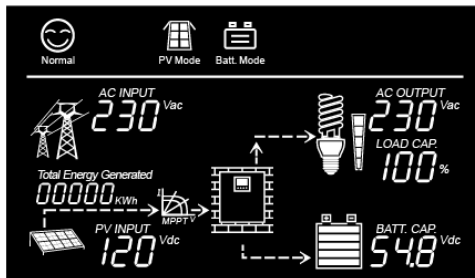 Normal
PV Mode
Batt. Mode
AC INPUT
230 Vac
AC OUTPUT
230 Vac
LOAD CAP.
100 %
Total Energy Generated
00000 KWh
I
MPPT V
PV INPUT
120 Vdc
BATT. CAP.
54.8 Vdc